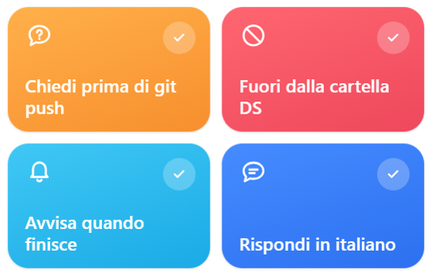 Chiedi prima di git
push
Fuori dalla cartella
DS
Avvisa quando
finisce
Rispondi in italiano